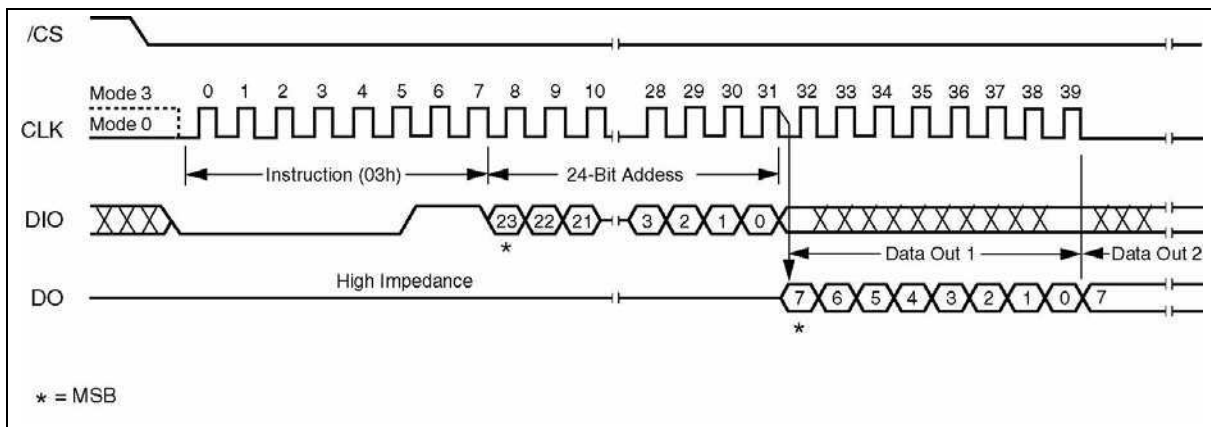 /CS
Mode 3
Mode 0
CLK
0 1 2 3 4 5 6 7 8 9 10 28 29 30 31 32 33 34 35 36 37 38 39
Instruction (03h) 24-Bit Addess
DIO
23 22 21 3 2 1 0
*
Data Out 1 Data Out 2
High Impedance
DO
7 6 5 4 3 2 1 0 7
*
* = MSB